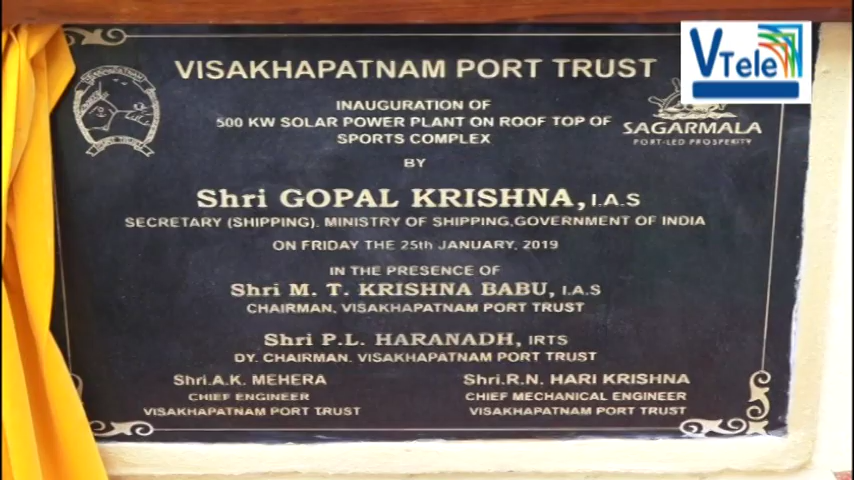 VTele
VISAKHAPATNAM PORT TRUST
INAUGURATION OF
500 KW SOLAR POWER PLANT ON ROOF TOP OF
SPORTS COMPLEX
SAGARMALA
PORT-LED PROSPERITY
BY
Shri GOPAL KRISHNA, I.A.S
SECRETARY (SHIPPING), MINISTRY OF SHIPPING, GOVERNMENT OF INDIA
ON FRIDAY THE 25th JANUARY, 2019
IN THE PRESENCE OF
Shri M. T. KRISHNA BABU, I.A.S
CHAIRMAN, VISAKHAPATNAM PORT TRUST
Shri P.L. HARANADH, IRTS
DY. CHAIRMAN, VISAKHAPATNAM PORT TRUST
Shri.A.K. MEHERA
CHIEF ENGINEER
VISAKHAPATNAM PORT TRUST
Shri.R.N. HARI KRISHNA
CHIEF MECHANICAL ENGINEER
VISAKHAPATNAM PORT TRUST